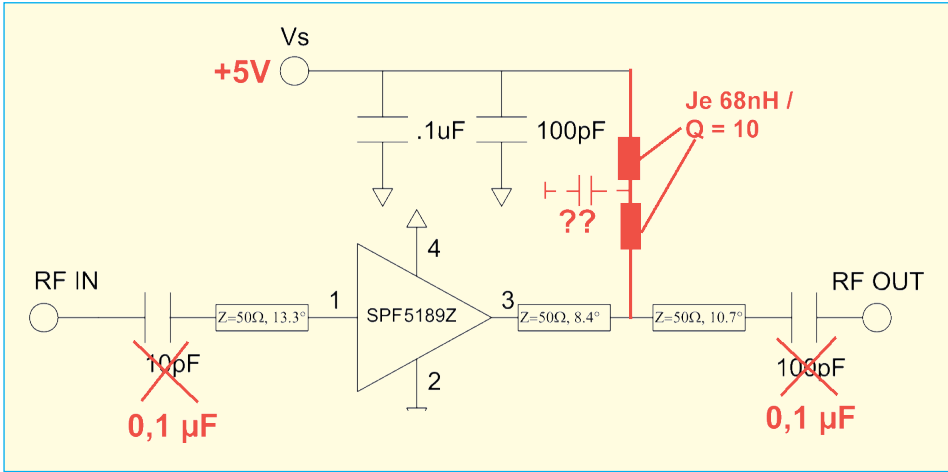 Vs
+5V
Je 68nH /
Q = 10
.1uF
100pF
??
4
RF IN
RF OUT
1
SPF5189Z
3
Z=50Ω, 13.3°
Z=50Ω, 8.4°
Z=50Ω, 10.7°
10pF
2
100pF
0,1 µF
0,1 µF